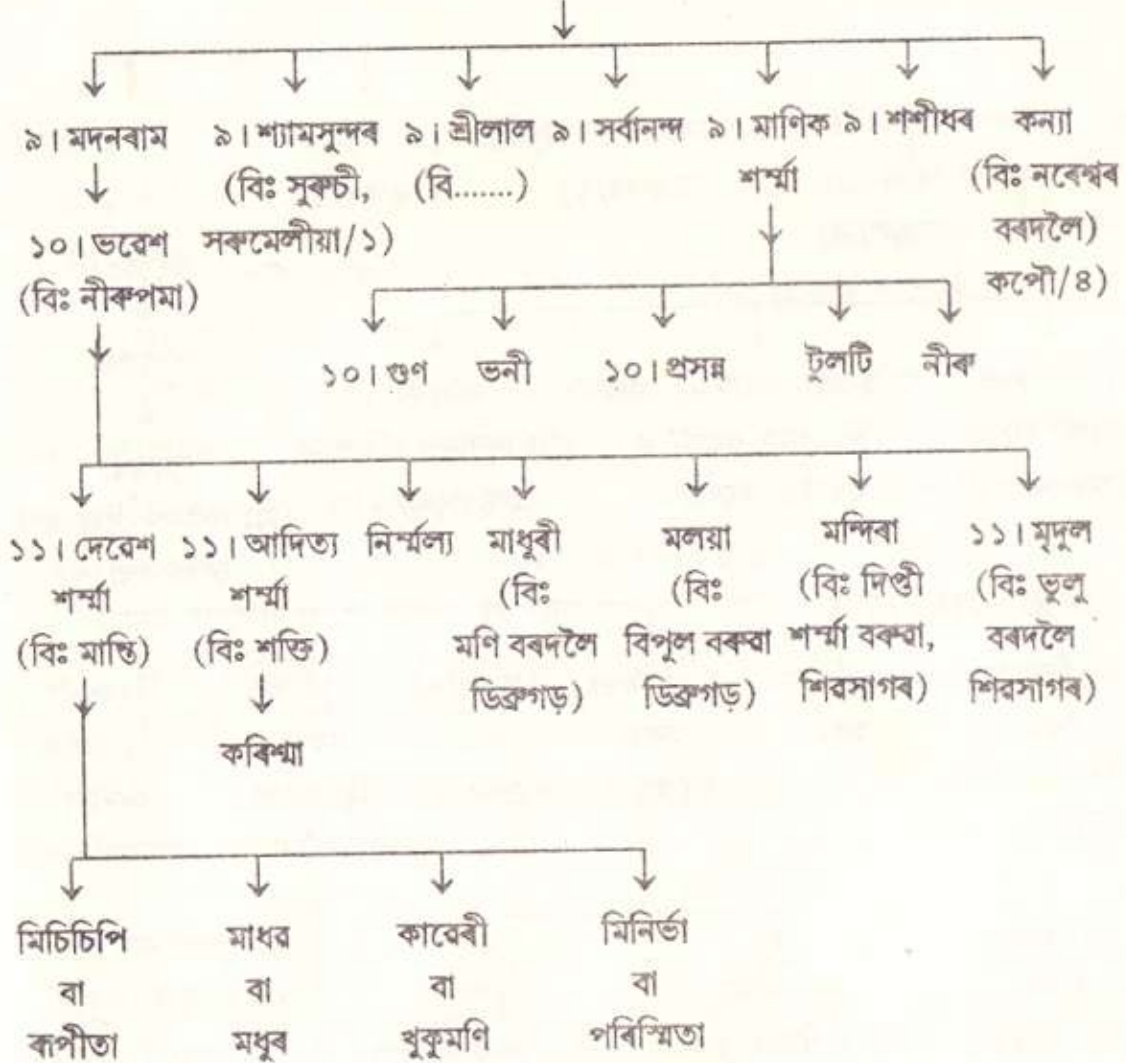 ৯। মদনৰাম ৯। শ্যামসুন্দৰ ৯। শ্ৰীলাল ৯। সৰ্বানন্দ ৯। মাণিক ৯। শশীধৰ কন্যা
(বিঃ সুৰুচী, (বি.......) শৰ্ম্মা (বিঃ নৰেশ্বৰ
১০। ভৱেশ সৰুমেলীয়া/১) বৰদলৈ)
(বিঃ নীৰুপমা) কপৌ/৪)
১০। গুণ ভনী ১০। প্ৰসন্ন টুলটি নীৰু
১১। দেৱেশ ১১। আদিত্য নিৰ্ম্মল্য মাধুৰী মলয়া মন্দিৰা ১১। মৃদুল
শৰ্ম্মা শৰ্ম্মা (বিঃ (বিঃ (বিঃ দিপ্তী (বিঃ ভুলু
(বিঃ মান্তি) (বিঃ শক্তি) মণি বৰদলৈ বিপুল বৰুৱা শৰ্ম্মা বৰুৱা, বৰদলৈ
ডিব্ৰুগড়) ডিব্ৰুগড়) শিৱসাগৰ) শিৱসাগৰ)
কৰিশ্মা
মিচিচিপি মাধৱ কাৱেৰী মিনিৰ্ভা
বা বা বা বা
ৰূপীতা মধুৰ খুকুমণি পৰিস্মিতা